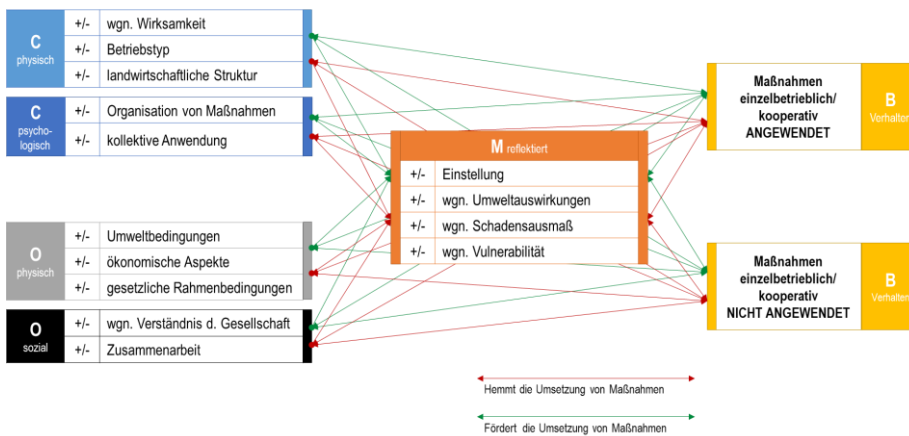 C
physisch
+/- wgn. Wirksamkeit
+/- Betriebstyp
+/- landwirtschaftliche Struktur
C
psycho-
logisch
+/- Organisation von Maßnahmen
+/- kollektive Anwendung
O
physisch
+/- Umweltbedingungen
+/- ökonomische Aspekte
+/- gesetzliche Rahmenbedingungen
O
sozial
+/- wgn. Verständnis d. Gesellschaft
+/- Zusammenarbeit
M reflektiert
+/- Einstellung
+/- wgn. Umweltauswirkungen
+/- wgn. Schadensausmaß
+/- wgn. Vulnerabilität
Maßnahmen
einzelbetrieblich/
kooperativ
ANGEWENDET
B
Verhalten
Maßnahmen
einzelbetrieblich/
kooperativ
NICHT ANGEWENDET
B
Verhalten
Hemmt die Umsetzung von Maßnahmen
Fördert die Umsetzung von Maßnahmen